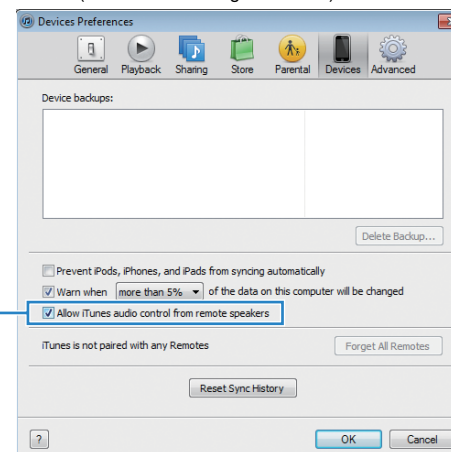 Devices Preferences
General Playback Sharing Store Parental Devices Advanced
Device backups:
Delete Backup...
Prevent iPods, iPhones, and iPads from syncing automatically
Warn when more than 5% of the data on this computer will be changed
Allow iTunes audio control from remote speakers
iTunes is not paired with any Remotes
Forget All Remotes
Reset Sync History
? OK Cancel